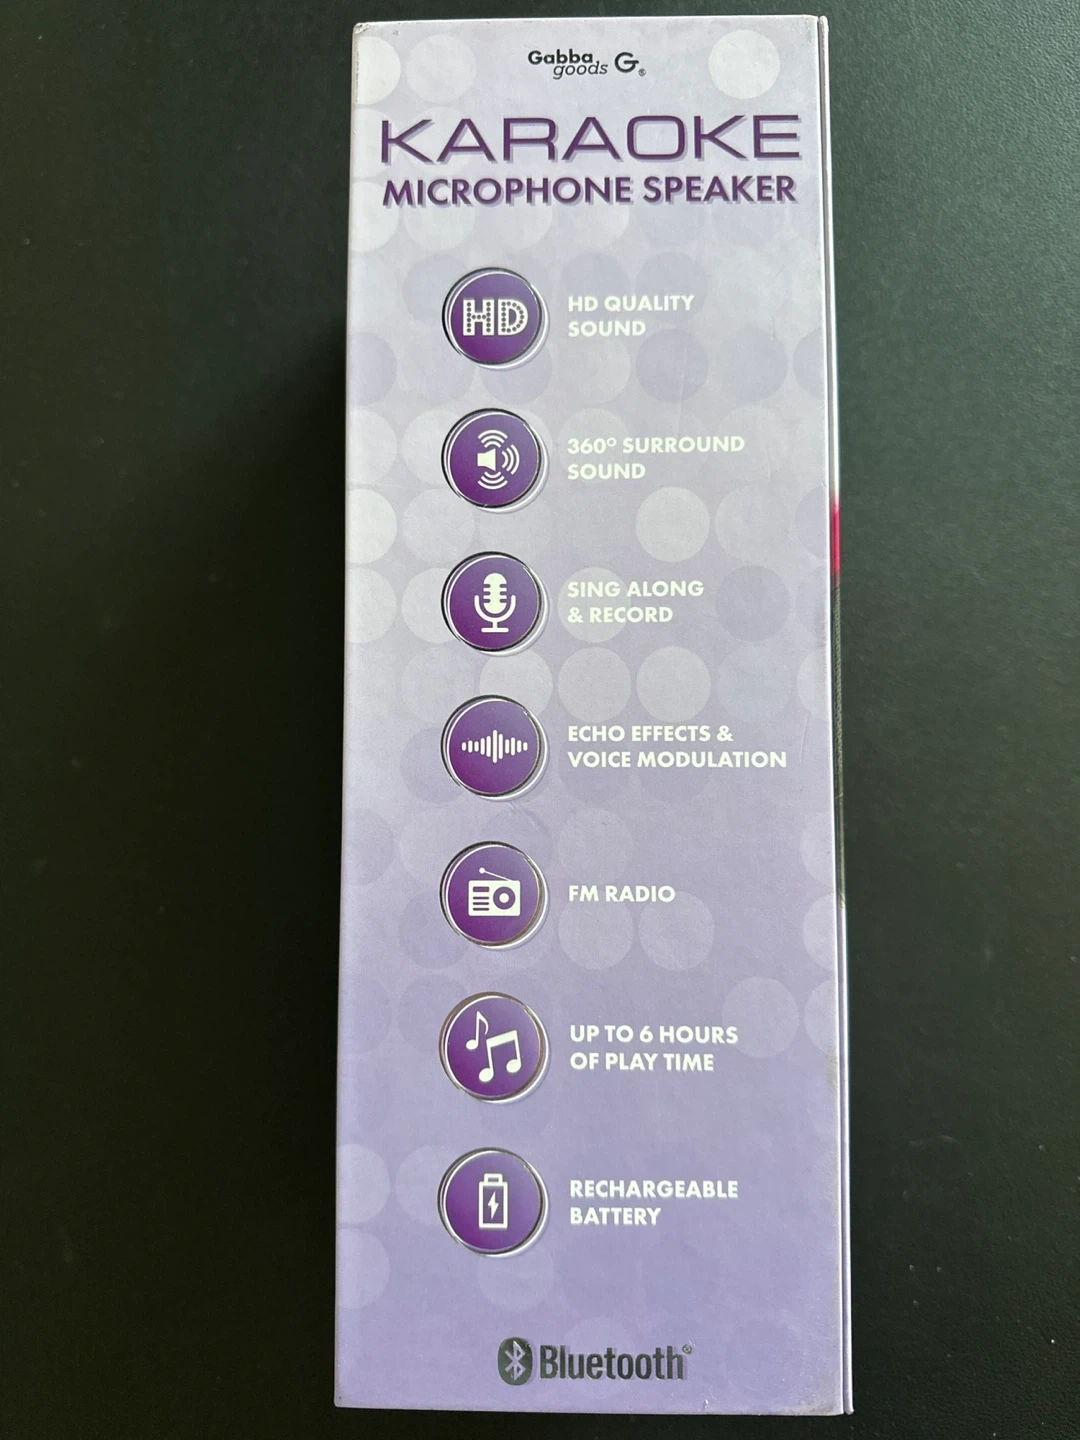 Gabba
goods G®
KARAOKE
MICROPHONE SPEAKER
HD
HD QUALITY
SOUND
360° SURROUND
SOUND
SING ALONG
& RECORD
ECHO EFFECTS &
VOICE MODULATION
FM RADIO
UP TO 6 HOURS
OF PLAY TIME
RECHARGEABLE
BATTERY
Bluetooth®